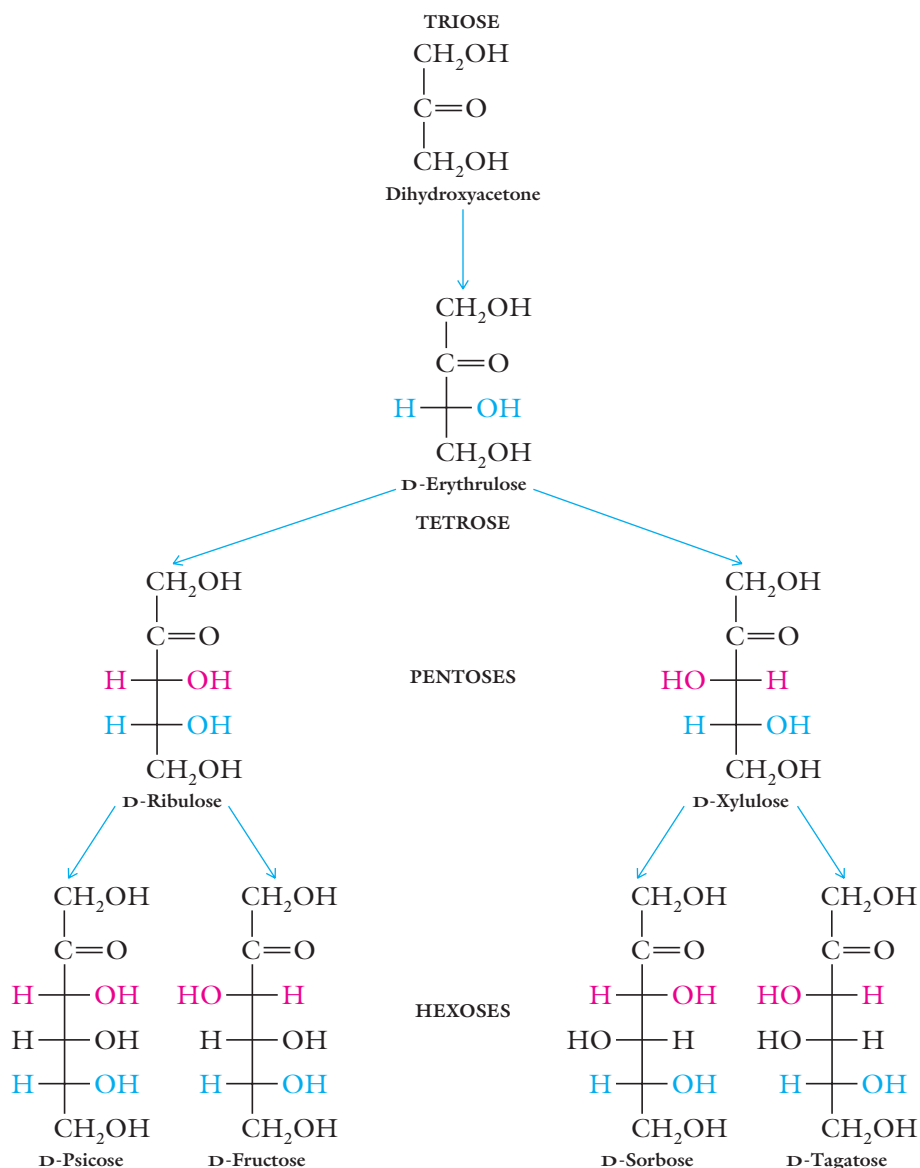 TRIOSE
CH₂OH
C=O
CH₂OH
Dihydroxyacetone
CH₂OH
C=O
H OH
CH₂OH
D-Erythrulose
TETROSE
CH₂OH
C=O
H OH
H OH
CH₂OH
D-Ribulose
PENTOSES
CH₂OH
C=O
HO H
H OH
CH₂OH
D-Xylulose
CH₂OH
C=O
H OH
H OH
H OH
CH₂OH
D-Psicose
CH₂OH
C=O
HO H
H OH
H OH
CH₂OH
D-Fructose
HEXOSES
CH₂OH
C=O
H OH
HO H
H OH
CH₂OH
D-Sorbose
CH₂OH
C=O
HO H
HO H
H OH
CH₂OH
D-Tagatose